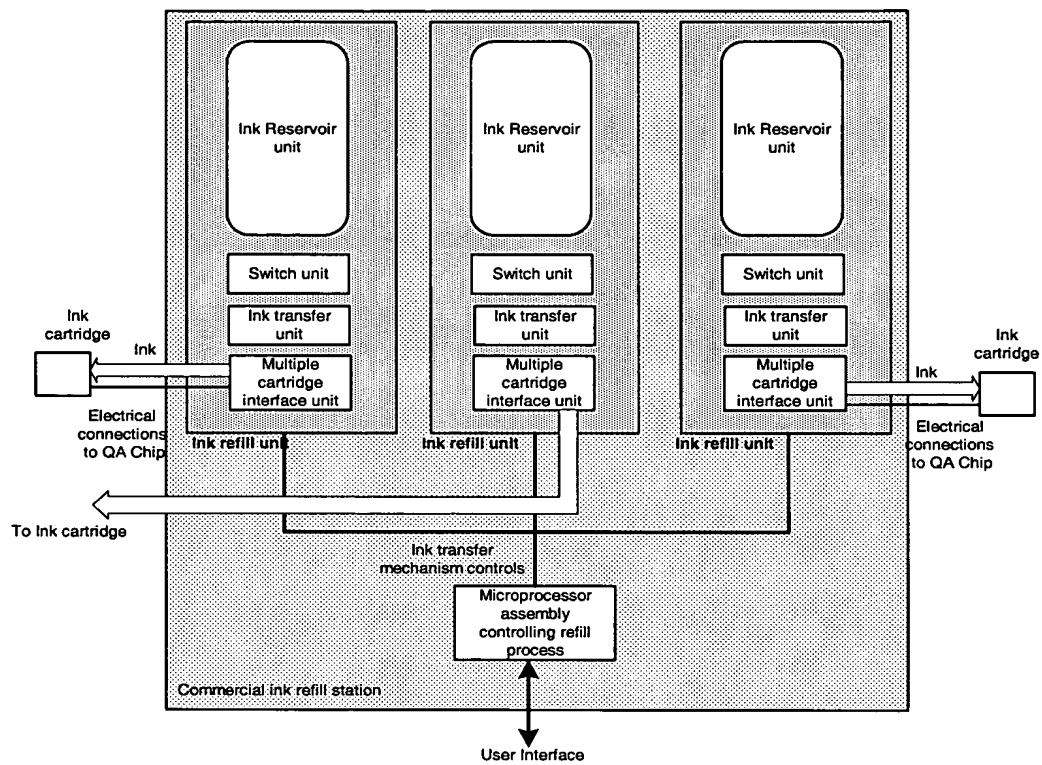 Ink Reservoir
unit
Ink Reservoir
unit
Ink Reservoir
unit
Switch unit
Switch unit
Switch unit
Ink transfer
unit
Ink transfer
unit
Ink transfer
unit
Ink
cartridge
Ink
Multiple
cartridge
interface unit
Multiple
cartridge
interface unit
Multiple
cartridge
interface unit
Ink
Ink
cartridge
Electrical
connections
to QA Chip
Ink refill unit
Ink refill unit
Ink refill unit
Electrical
connections
to QA Chip
To Ink cartridge
Ink transfer
mechanism controls
Microprocessor
assembly
controlling refill
process
Commercial ink refill station
User Interface